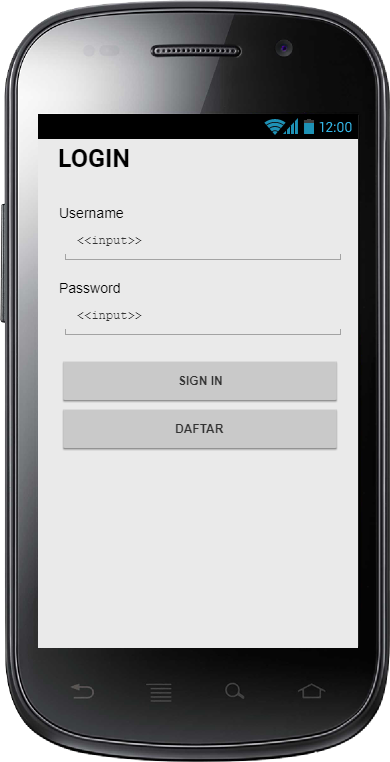 12:00
LOGIN
Username
<<input>>
Password
<<input>>
SIGN IN
DAFTAR